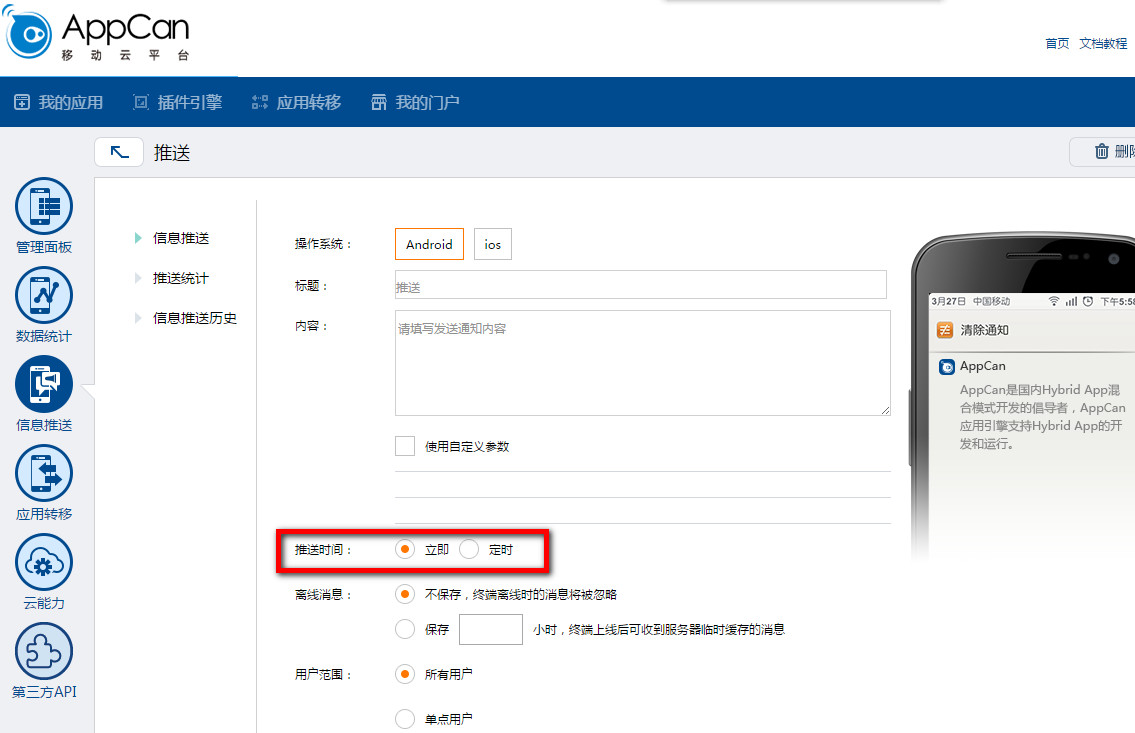 AppCan
移动云平台
首页 文档教程
我的应用 插件引擎 应用转移 我的门户
推送
管理面板
数据统计
信息推送
应用转移
云能力
第三方API
信息推送
推送统计
信息推送历史
操作系统： Android ios
标题： 推送
内容： 请填写发送通知内容
使用自定义参数
推送时间： 立即 定时
离线消息： 不保存，终端离线时的消息将被忽略
保存 小时，终端上线后可收到服务器临时缓存的消息
用户范围： 所有用户
单点用户
3月27日 中国移动 下午5:58
清除通知
AppCan
AppCan是国内Hybrid App混
合模式开发的倡导者，AppCan
应用引擎支持Hybrid App的开
发和运行。